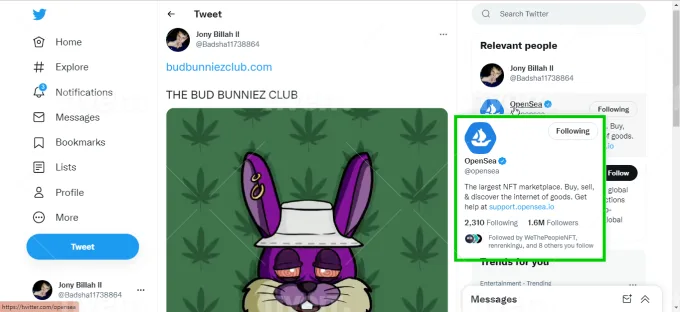 Tweet
Search Twitter
Home
Explore
Notifications
Messages
Bookmarks
Lists
Profile
More
Tweet
Jony Billah II
@Badsha11738864
https://twitter.com/opensea
Jony Billah II
@Badsha11738864
budbunniezclub.com
THE BUD BUNNIEZ CLUB
Relevant people
Jony Billah II
@Badsha11738864
OpenSea
Following
Buy,
of goods.
.io
Follow
global
ctions
global
OpenSea
@opensea
Following
The largest NFT marketplace. Buy, sell,
& discover the internet of goods. Get
help at support.opensea.io
2,310 Following 1.6M Followers
Followed by WeThePeopleNFT,
renrenkingu, and 8 others you follow
Trends for you
Entertainment · Trending
Messages